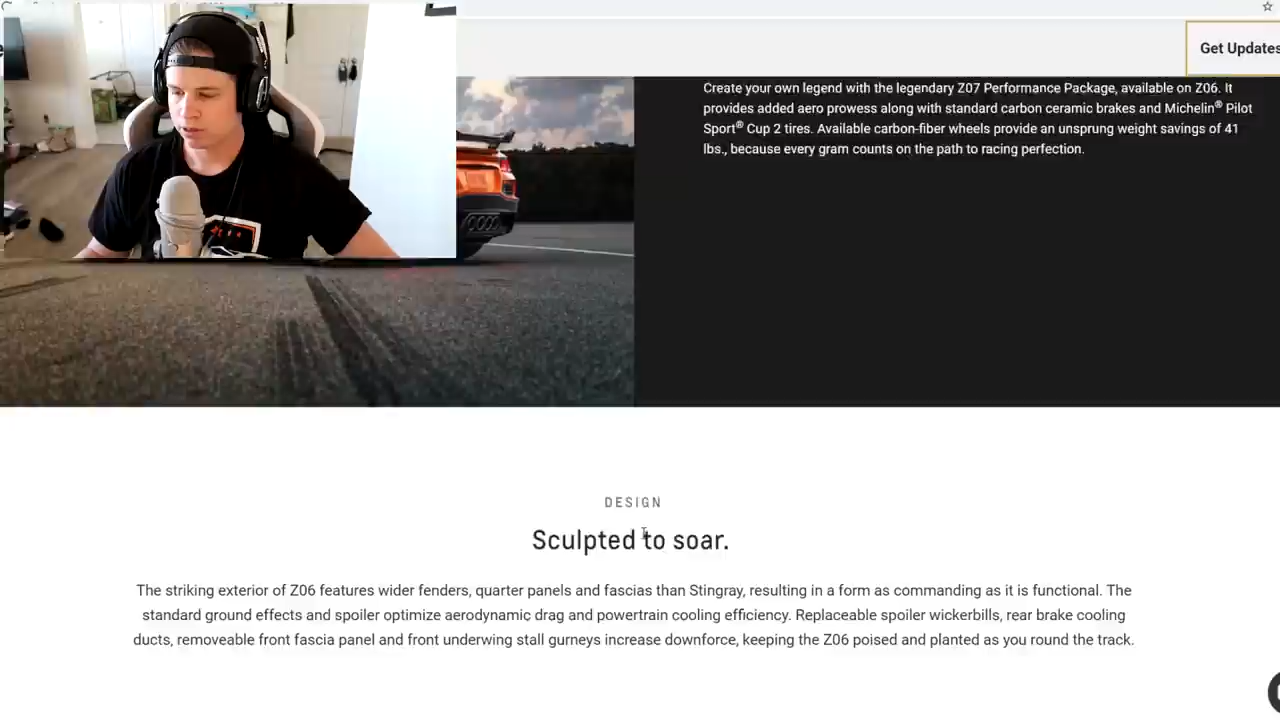 Get Updates
Create your own legend with the legendary Z07 Performance Package, available on Z06. It
provides added aero prowess along with standard carbon ceramic brakes and Michelin® Pilot
Sport® Cup 2 tires. Available carbon-fiber wheels provide an unsprung weight savings of 41
lbs., because every gram counts on the path to racing perfection.
DESIGN
Sculpted to soar.
The striking exterior of Z06 features wider fenders, quarter panels and fascias than Stingray, resulting in a form as commanding as it is functional. The
standard ground effects and spoiler optimize aerodynamic drag and powertrain cooling efficiency. Replaceable spoiler wickerbills, rear brake cooling
ducts, removeable front fascia panel and front underwing stall gurneys increase downforce, keeping the Z06 poised and planted as you round the track.